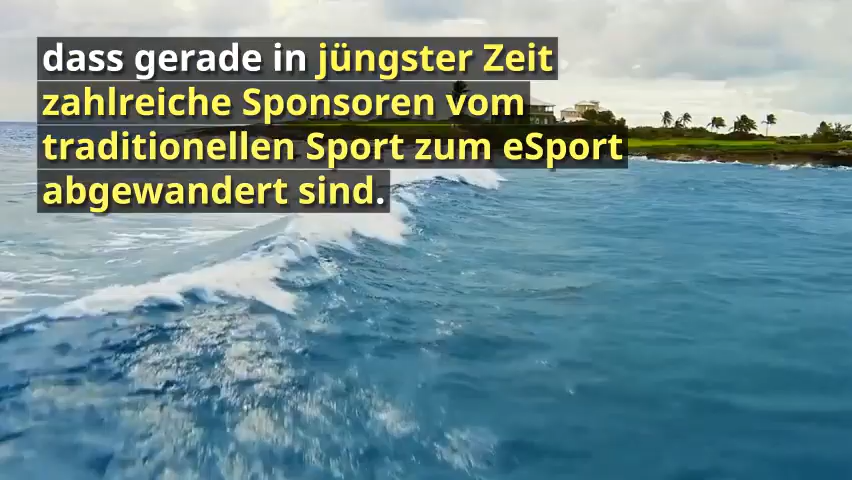 dass gerade in jüngster Zeit
zahlreiche Sponsoren vom
traditionellen Sport zum eSport
abgewandert sind.